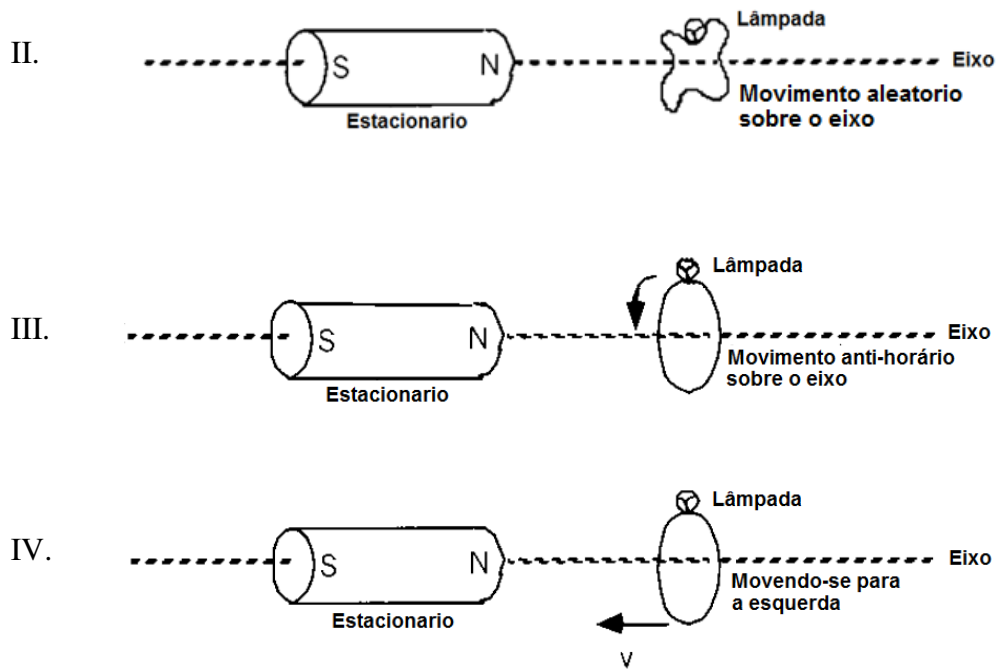 II.
Lâmpada
S
N
Eixo
Estacionario
Movimento aleatorio
sobre o eixo
III.
Lâmpada
S
N
Eixo
Estacionario
Movimento anti-horário
sobre o eixo
IV.
Lâmpada
S
N
Eixo
Estacionario
Movendo-se para
a esquerda
v